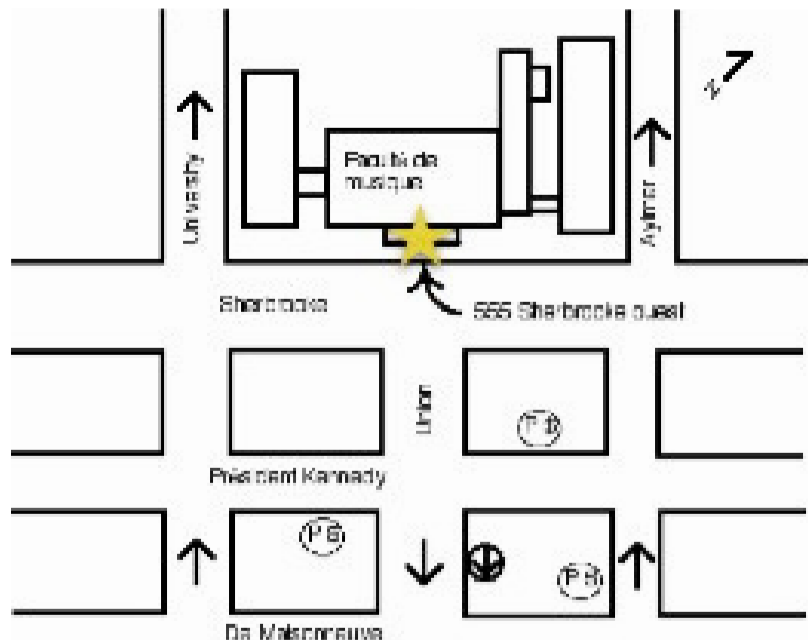 N
Faculté de
musique
University
Aylmer
Sherbrooke
555 Sherbrooke ouest
Union
Président Kennedy
De Maisonneuve